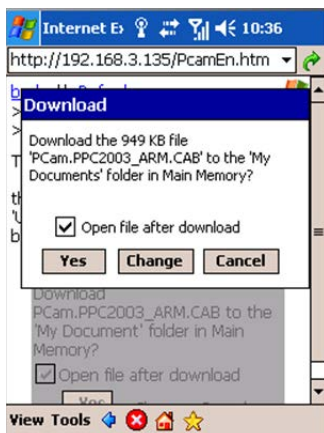 Internet Ex 10:36
http://192.168.3.135/PcamEn.htm
Download
Download the 949 KB file
'PCam.PPC2003_ARM.CAB' to the 'My
Documents' folder in Main Memory?
Open file after download
Yes Change Cancel
Download
PCam.PPC2003_ARM.CAB to the
'My Document' folder in Main
Memory?
Open file after download
Yes
View Tools